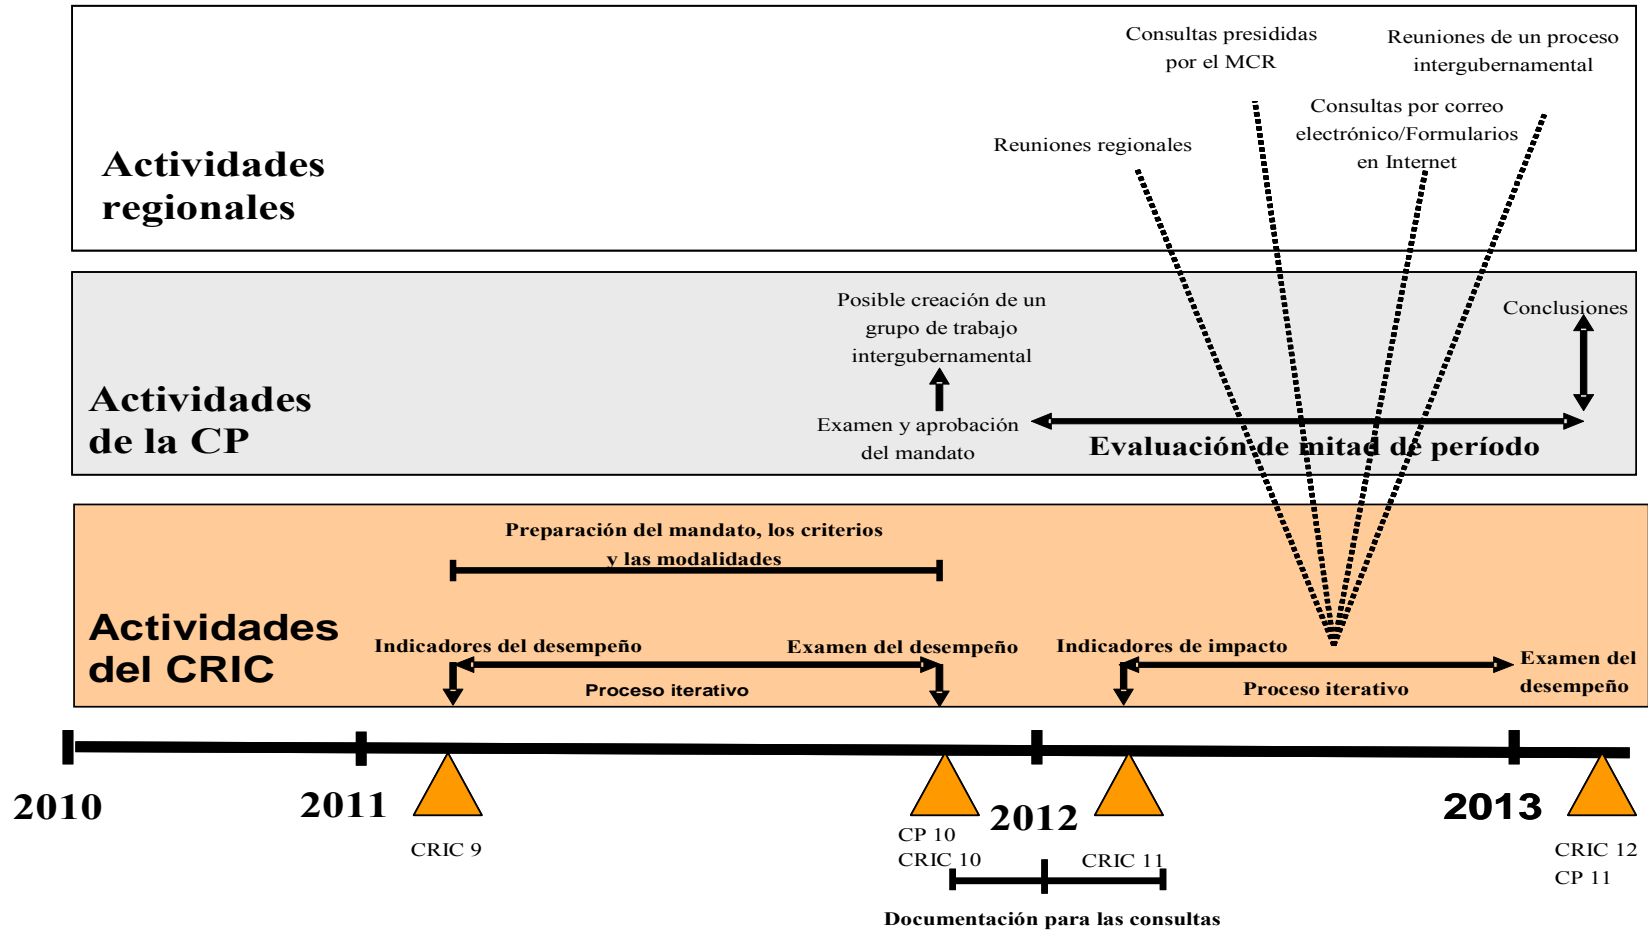 Consultas presididas
por el MCR
Reuniones de un proceso
intergubernamental
Consultas por correo
electrónico/Formularios
en Internet
Reuniones regionales
Actividades
regionales
Posible creación de un
grupo de trabajo
intergubernamental
Conclusiones
Actividades
de la CP
Examen y aprobación
del mandato
Evaluación de mitad de período
Preparación del mandato, los criterios
y las modalidades
Actividades
del CRIC
Indicadores del desempeño
Examen del desempeño
Indicadores de impacto
Examen del
desempeño
Proceso iterativo
Proceso iterativo
2010
2011
2012
2013
CRIC 9
CP 10
CRIC 10
CRIC 11
CRIC 12
CP 11
Documentación para las consultas